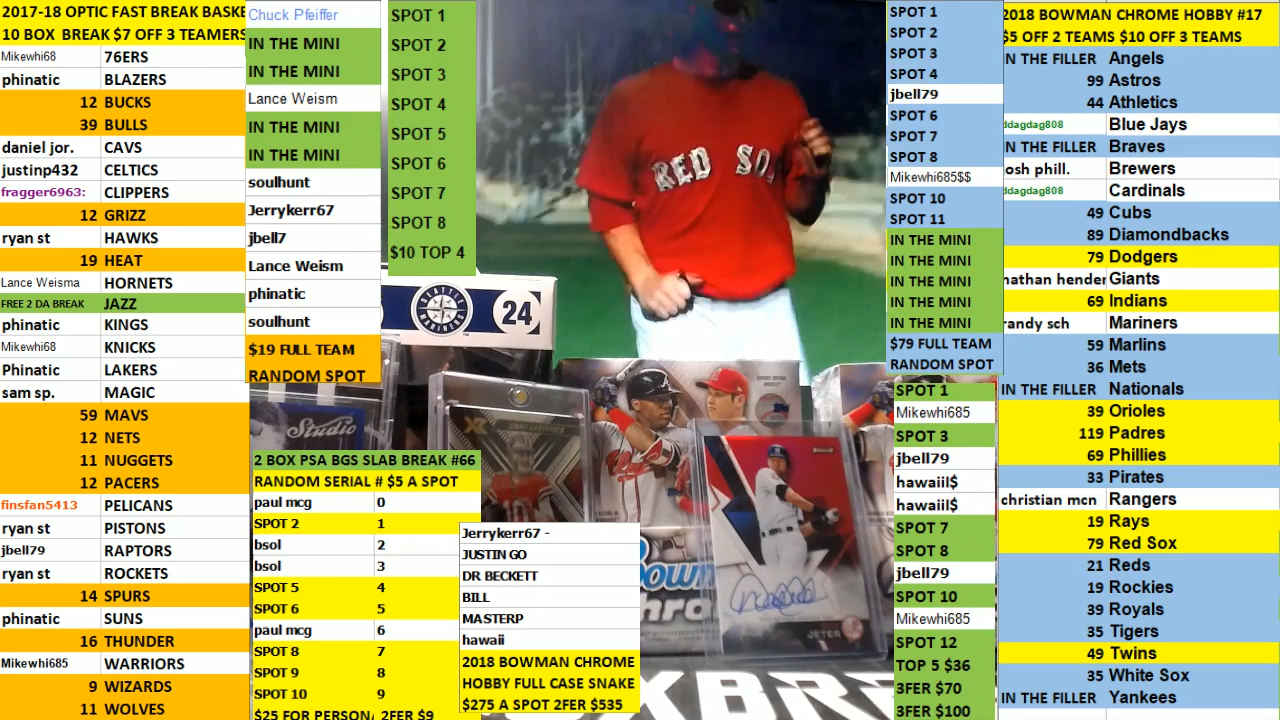 2017-18 OPTIC FAST BREAK BASKE
10 BOX BREAK $7 OFF 3 TEAMERS
Mikewhi68 76ERS
phinatic BLAZERS
12 BUCKS
39 BULLS
daniel jor. CAVS
justinp432 CELTICS
fragger6963: CLIPPERS
12 GRIZZ
ryan st HAWKS
19 HEAT
Lance Weisma HORNETS
FREE 2 DA BREAK JAZZ
phinatic KINGS
Mikewhi68 KNICKS
Phinatic LAKERS
sam sp. MAGIC
59 MAVS
12 NETS
11 NUGGETS
12 PACERS
finsfan5413 PELICANS
ryan st PISTONS
jbell79 RAPTORS
ryan st ROCKETS
14 SPURS
phinatic SUNS
16 THUNDER
Mikewhi685 WARRIORS
9 WIZARDS
11 WOLVES
Chuck Pfeiffer
IN THE MINI
IN THE MINI
Lance Weism
IN THE MINI
IN THE MINI
soulhunt
Jerrykerr67
jbell7
Lance Weism
phinatic
soulhunt
$19 FULL TEAM
RANDOM SPOT
SPOT 1
SPOT 2
SPOT 3
SPOT 4
SPOT 5
SPOT 6
SPOT 7
SPOT 8
$10 TOP 4
RED SO
SEATTLE
MARINERS
24
Studio
2 BOX PSA BGS SLAB BREAK #66
RANDOM SERIAL # $5 A SPOT
paul mcg 0
SPOT 2 1
bsol 2
bsol 3
SPOT 5 4
SPOT 6 5
paul mcg 6
SPOT 8 7
SPOT 9 8
SPOT 10 9
$25 FOR PERSON 2FER $9
Jerrykerr67 -
JUSTIN GO
DR BECKETT
BILL
MASTERP
hawaii
2018 BOWMAN CHROME
HOBBY FULL CASE SNAKE
$275 A SPOT 2FER $535
JETER
SPOT 1
SPOT 2
SPOT 3
SPOT 4
jbell79
SPOT 6
SPOT 7
SPOT 8
Mikewhi685$$
SPOT 10
SPOT 11
IN THE MINI
IN THE MINI
IN THE MINI
IN THE MINI
IN THE MINI
$79 FULL TEAM
RANDOM SPOT
SPOT 1
Mikewhi685
SPOT 3
jbell79
hawaiil$
hawaiil$
SPOT 7
SPOT 8
jbell79
SPOT 10
Mikewhi685
SPOT 12
TOP 5 $36
3FER $70
3FER $100
2018 BOWMAN CHROME HOBBY #17
$5 OFF 2 TEAMS $10 OFF 3 TEAMS
IN THE FILLER Angels
99 Astros
44 Athletics
ddagdag808 Blue Jays
IN THE FILLER Braves
osh phill. Brewers
ddagdag808 Cardinals
49 Cubs
89 Diamondbacks
79 Dodgers
nathan hender Giants
69 Indians
randy sch Mariners
59 Marlins
36 Mets
IN THE FILLER Nationals
39 Orioles
119 Padres
69 Phillies
33 Pirates
christian mcn Rangers
19 Rays
79 Red Sox
21 Reds
19 Rockies
39 Royals
35 Tigers
49 Twins
35 White Sox
IN THE FILLER Yankees